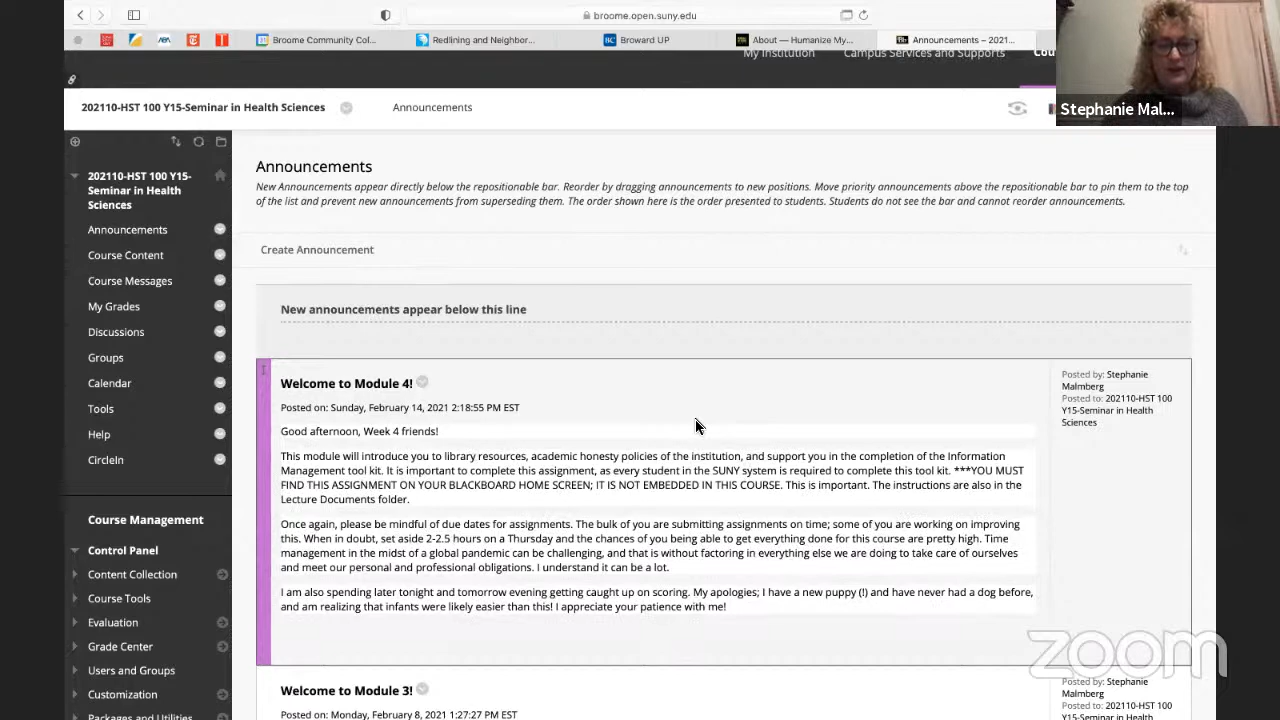 broome.open.suny.edu
Broome Community Col...
Redlining and Neighbor...
Broward UP
About — Humanize My...
Announcements – 2021...
My Institution
Campus Services and Supports
Stephanie Mal...
202110-HST 100 Y15-Seminar in Health Sciences
Announcements
202110-HST 100 Y15-
Seminar in Health
Sciences
Announcements
Course Content
Course Messages
My Grades
Discussions
Groups
Calendar
Tools
Help
CircleIn
Course Management
Control Panel
Content Collection
Course Tools
Evaluation
Grade Center
Users and Groups
Customization
Packages and Utilities
Announcements
New Announcements appear directly below the repositionable bar. Reorder by dragging announcements to new positions. Move priority announcements above the repositionable bar to pin them to the top
of the list and prevent new announcements from superseding them. The order shown here is the order presented to students. Students do not see the bar and cannot reorder announcements.
Create Announcement
New announcements appear below this line
Welcome to Module 4!
Posted on: Sunday, February 14, 2021 2:18:55 PM EST
Good afternoon, Week 4 friends!
This module will introduce you to library resources, academic honesty policies of the institution, and support you in the completion of the Information
Management tool kit. It is important to complete this assignment, as every student in the SUNY system is required to complete this tool kit. ***YOU MUST
FIND THIS ASSIGNMENT ON YOUR BLACKBOARD HOME SCREEN; IT IS NOT EMBEDDED IN THIS COURSE. This is important. The instructions are also in the
Lecture Documents folder.
Once again, please be mindful of due dates for assignments. The bulk of you are submitting assignments on time; some of you are working on improving
this. When in doubt, set aside 2-2.5 hours on a Thursday and the chances of you being able to get everything done for this course are pretty high. Time
management in the midst of a global pandemic can be challenging, and that is without factoring in everything else we are doing to take care of ourselves
and meet our personal and professional obligations. I understand it can be a lot.
I am also spending later tonight and tomorrow evening getting caught up on scoring. My apologies; I have a new puppy (!) and have never had a dog before,
and am realizing that infants were likely easier than this! I appreciate your patience with me!
Posted by: Stephanie
Malmberg
Posted to: 202110-HST 100
Y15-Seminar in Health
Sciences
zoom
Welcome to Module 3!
Posted on: Monday, February 8, 2021 1:27:27 PM EST
Posted by: Stephanie
Malmberg
Posted to: 202110-HST 100
Y15-Seminar in Health